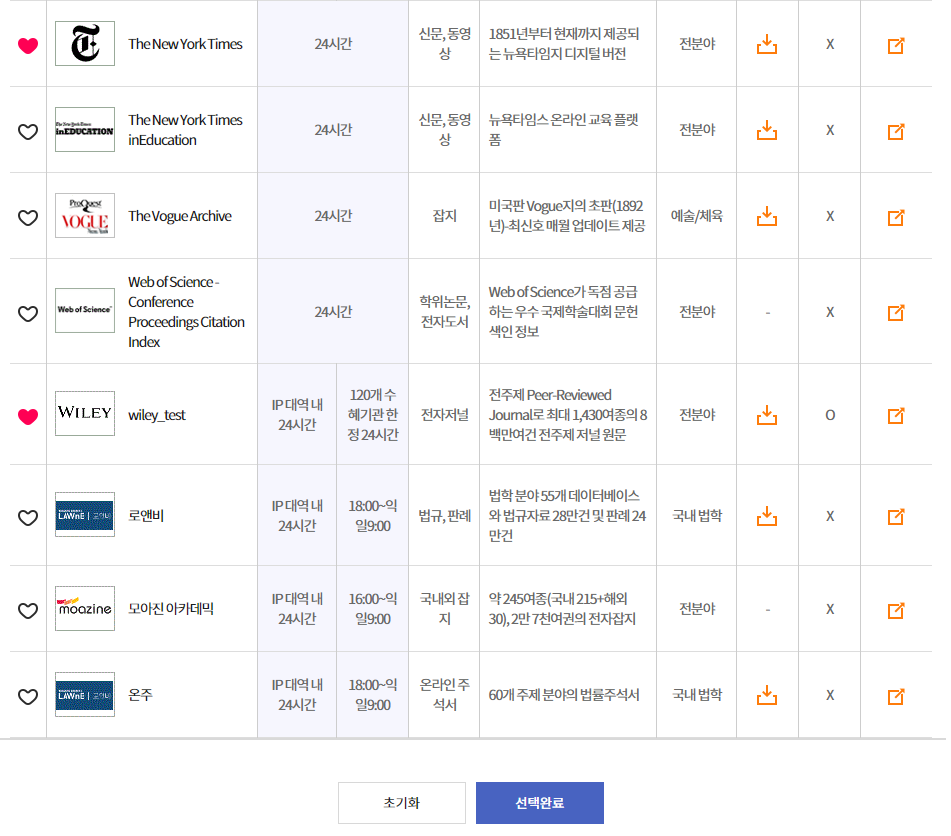 The New York Times
24시간
신문, 동영
상
1851년부터 현재까지 제공되
는 뉴욕타임지 디지털 버전
전분야
X
The New York Times
inEDUCATION
The New York Times
inEducation
24시간
신문, 동영
상
뉴욕타임스 온라인 교육 플랫
폼
전분야
X
ProQuest
VOGUE
The Vogue Archive
24시간
잡지
미국판 Vogue지의 초판(1892
년)-최신호 매월 업데이트 제공
예술/체육
X
Web of Science
Web of Science -
Conference
Proceedings Citation
Index
24시간
학위논문,
전자도서
Web of Science가 독점 공급
하는 우수 국제학술대회 문헌
색인 정보
전분야
-
X
WILEY
wiley_test
IP 대역 내
24시간
120개 수
혜기관 한
정 24시간
전자저널
전주제 Peer-Reviewed
Journal로 최대 1,430여종의 8
백만여건 전주제 저널 원문
전분야
O
LAWnB | 로앤비
로앤비
IP 대역 내
24시간
18:00~익
일9:00
법규, 판례
법학 분야 55개 데이터베이스
와 법규자료 28만건 및 판례 24
만건
국내 법학
X
moazine
모아진 아카데믹
IP 대역 내
24시간
16:00~익
일9:00
국내외 잡
지
약 245여종(국내 215+해외
30), 2만 7천여권의 전자잡지
전분야
-
X
LAWnB | 로앤비
온주
IP 대역 내
24시간
18:00~익
일9:00
온라인 주
석서
60개 주제 분야의 법률주석서
국내 법학
X
초기화
선택완료